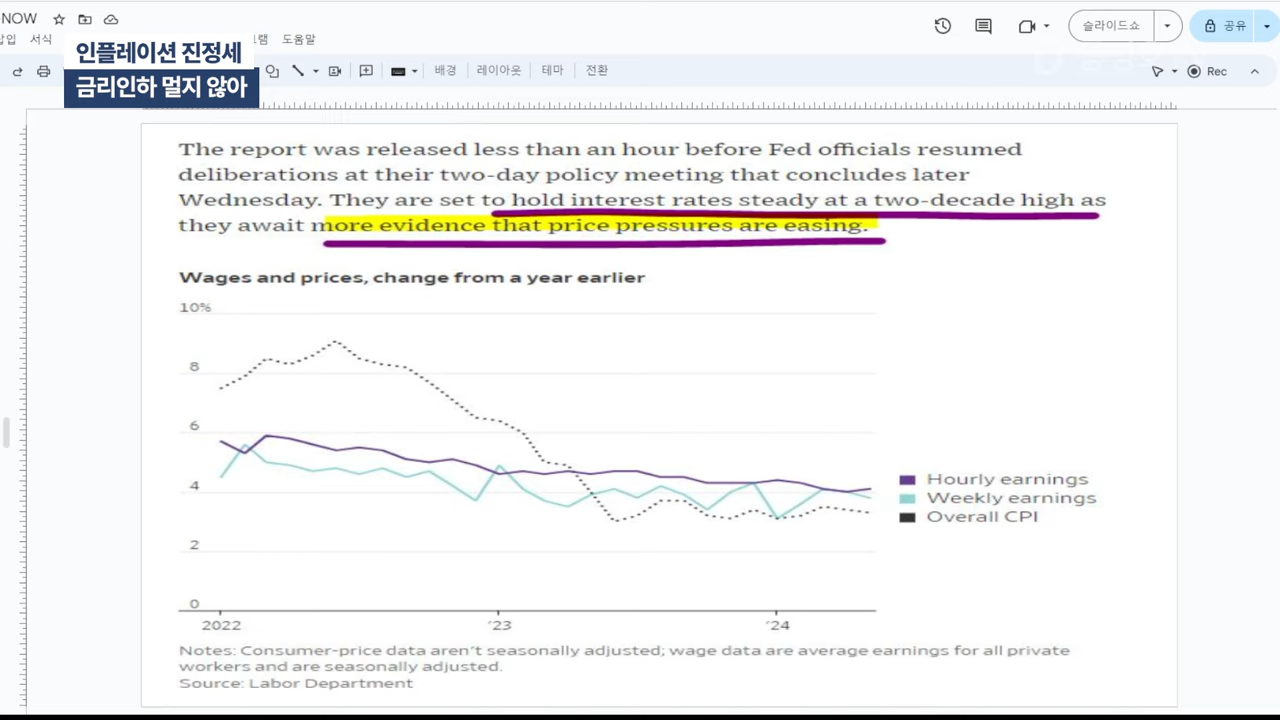 NOW
슬라이드쇼
공유
삽입 서식
도움말
인플레이션 진정세
금리인하 멀지 않아
배경 레이아웃 테마 전환
Rec
The report was released less than an hour before Fed officials resumed
deliberations at their two-day policy meeting that concludes later
Wednesday. They are set to hold interest rates steady at a two-decade high as
they await more evidence that price pressures are easing.
Wages and prices, change from a year earlier
10%
8
6
4
2
0
2022 ’23 ’24
Hourly earnings
Weekly earnings
Overall CPI
Notes: Consumer-price data aren’t seasonally adjusted; wage data are average earnings for all private
workers and are seasonally adjusted.
Source: Labor Department